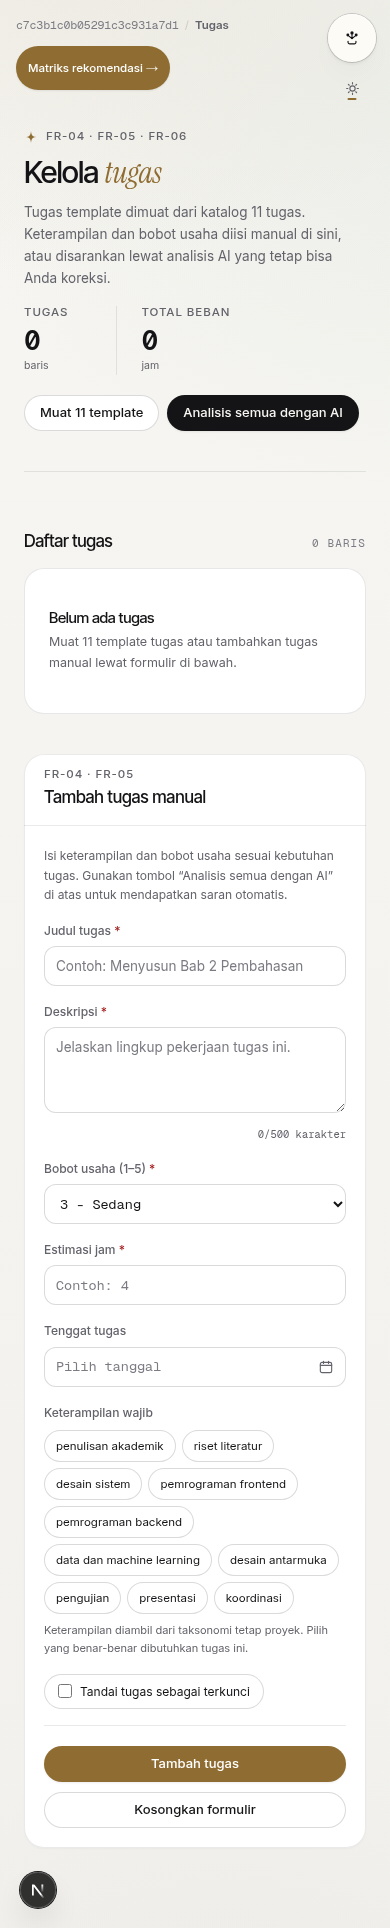 c7c3b1c0b05291c3c931a7d1 / Tugas
Matriks rekomendasi →
FR-04 · FR-05 · FR-06
Kelola tugas
Tugas template dimuat dari katalog 11 tugas.
Keterampilan dan bobot usaha diisi manual di sini,
atau disarankan lewat analisis AI yang tetap bisa
Anda koreksi.
TUGAS TOTAL BEBAN
0 0
baris jam
Muat 11 template Analisis semua dengan AI
Daftar tugas 0 BARIS
Belum ada tugas
Muat 11 template tugas atau tambahkan tugas
manual lewat formulir di bawah.
FR-04 · FR-05
Tambah tugas manual
Isi keterampilan dan bobot usaha sesuai kebutuhan
tugas. Gunakan tombol “Analisis semua dengan AI”
di atas untuk mendapatkan saran otomatis.
Judul tugas *
Contoh: Menyusun Bab 2 Pembahasan
Deskripsi *
Jelaskan lingkup pekerjaan tugas ini.
0/500 karakter
Bobot usaha (1–5) *
3 - Sedang
Estimasi jam *
Contoh: 4
Tenggat tugas
Pilih tanggal
Keterampilan wajib
penulisan akademik riset literatur
desain sistem pemrograman frontend
pemrograman backend
data dan machine learning desain antarmuka
pengujian presentasi koordinasi
Keterampilan diambil dari taksonomi tetap proyek. Pilih
yang benar-benar dibutuhkan tugas ini.
Tandai tugas sebagai terkunci
Tambah tugas
Kosongkan formulir
N